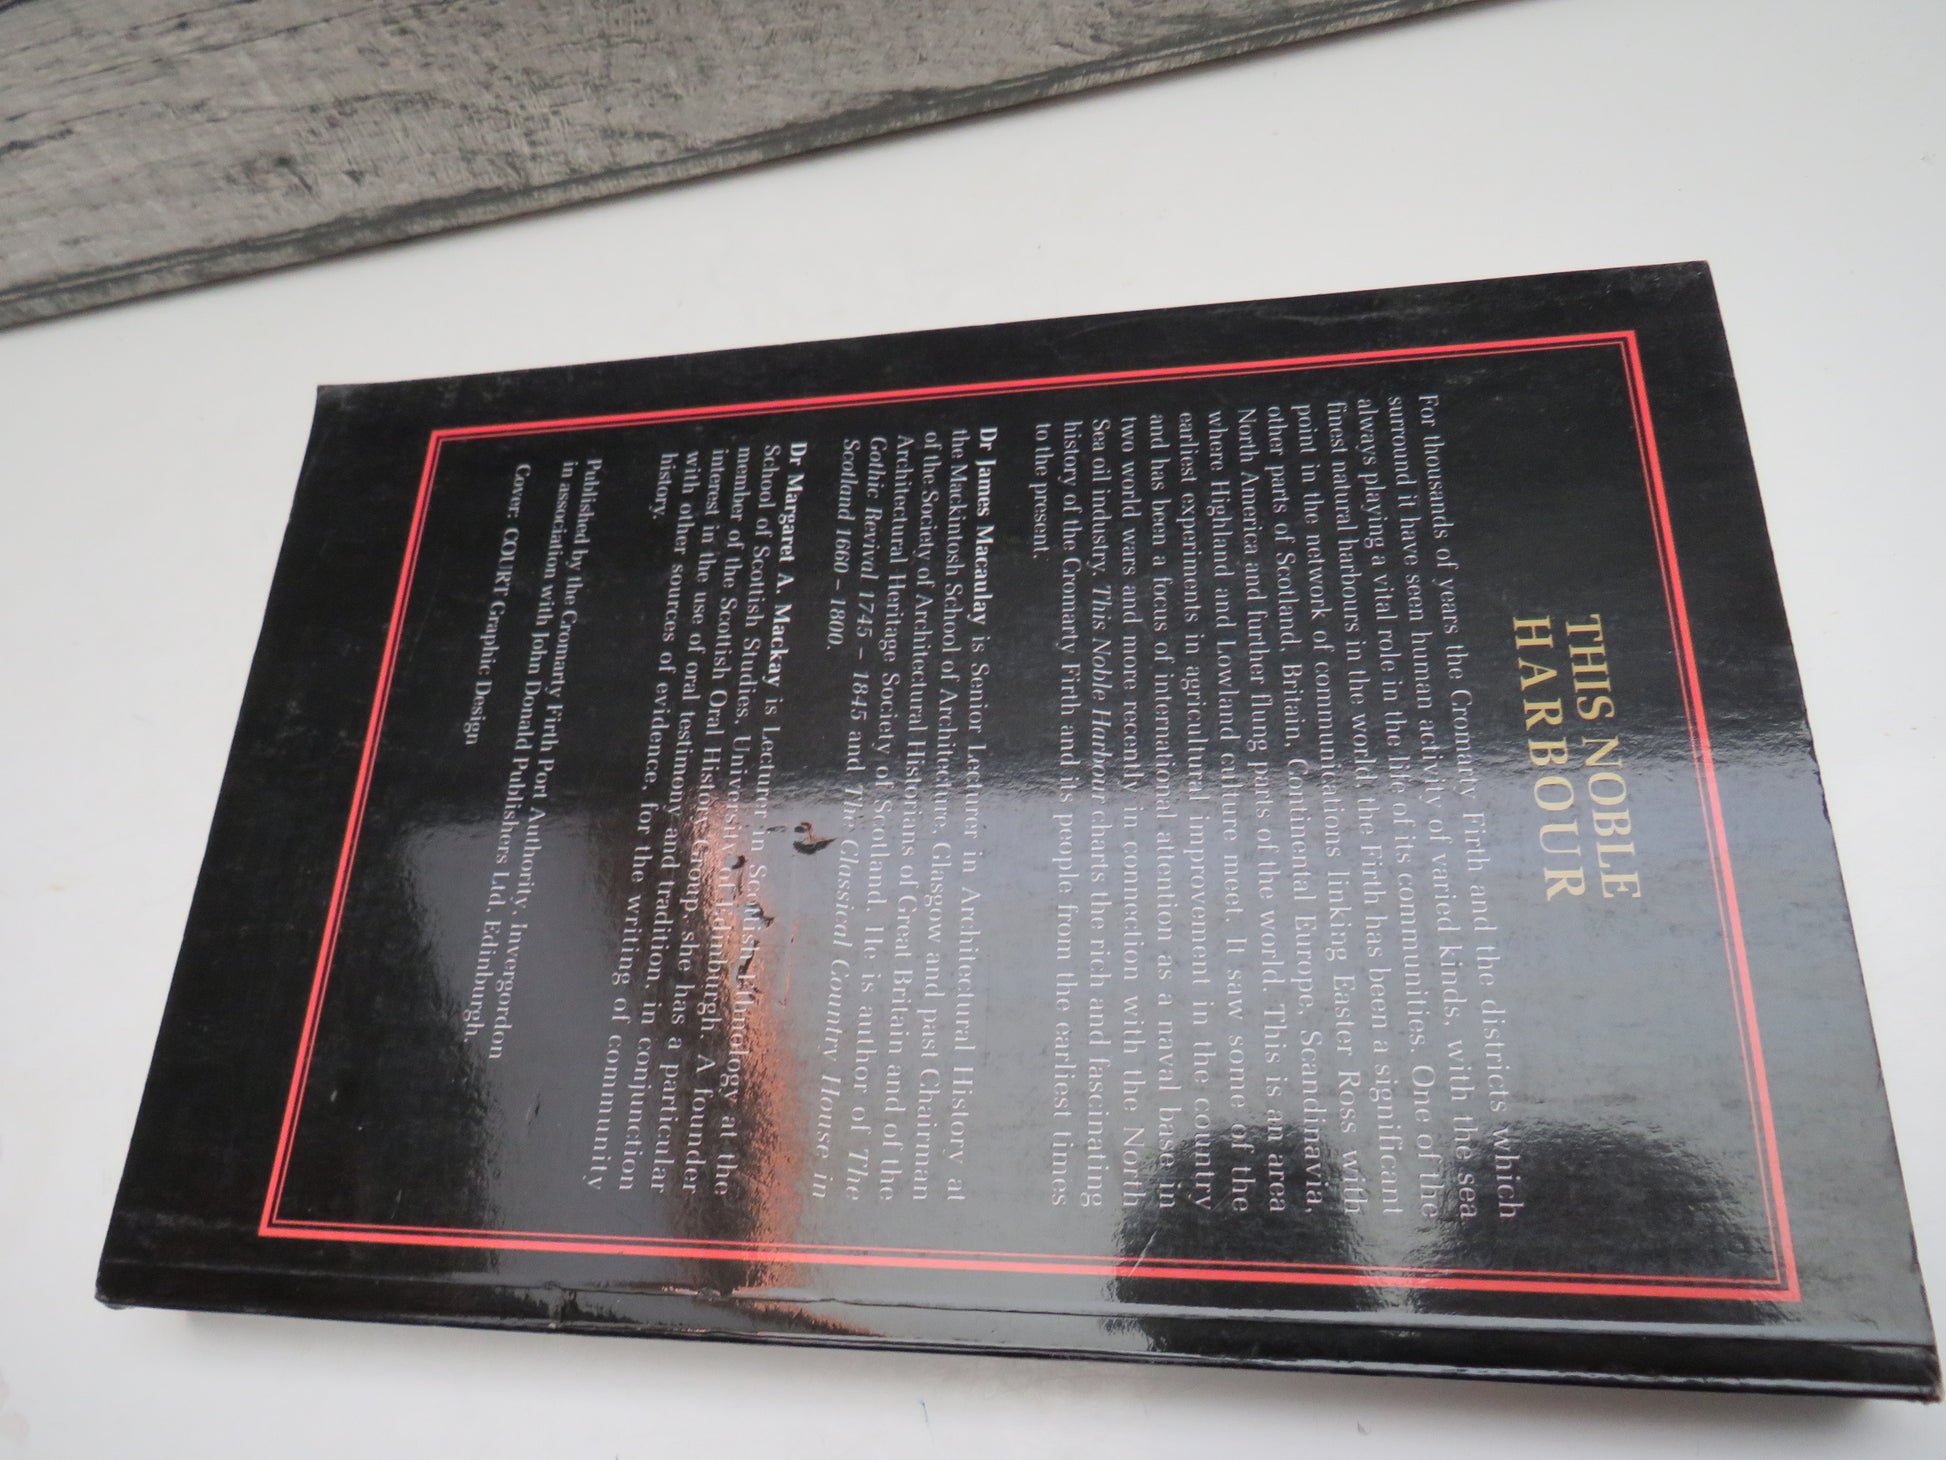 THIS NOBLE
HARBOUR
For thousands of years the Cromarty Firth and the districts which
surround it have seen human activity of varied kinds, with the sea
always playing a vital role in the life of its communities. One of the
finest natural harbours in the world, the Firth has been a significant
point in the network of communications linking Easter Ross with
other parts of Scotland, Britain, Continental Europe, Scandinavia,
North America and further flung parts of the world. This is an area
where Highland and Lowland culture meet. It saw some of the
earliest experiments in agricultural improvement in the country
and has been a focus of international attention as a naval base in
two world wars and more recently in connection with the North
Sea oil industry. This Noble Harbour charts the rich and fascinating
history of the Cromarty Firth and its people from the earliest times
to the present.
Dr James Macaulay is Senior Lecturer in Architectural History at
the Mackintosh School of Architecture, Glasgow and past Chairman
of the Society of Architectural Historians of Great Britain and of the
Architectural Heritage Society of Scotland. He is author of The
Gothic Revival 1745 – 1845 and The Classical Country House in
Scotland 1660 – 1800.
Dr Margaret A. Mackay is Lecturer in Scottish Ethnology at the
School of Scottish Studies, University of Edinburgh. A founder
member of the Scottish Oral History Group, she has a particular
interest in the use of oral testimony and tradition, in conjunction
with other sources of evidence, for the writing of community
history.
Published by the Cromarty Firth Port Authority, Invergordon
in association with John Donald Publishers Ltd, Edinburgh.
Cover: COURT Graphic Design